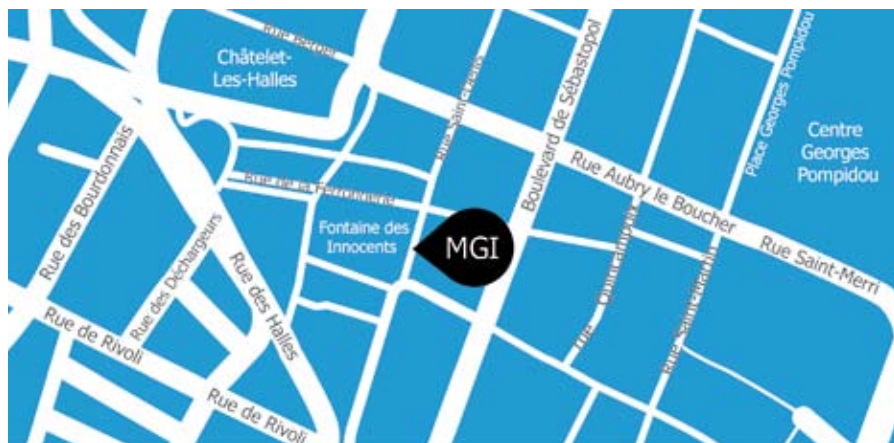 Rue Berger
Châtelet-
Les-Halles
Rue Saint-Denis
Boulevard de Sébastopol
Place Georges Pompidou
Centre
Georges
Pompidou
Rue Aubry le Boucher
Rue des Bourdonnais
Rue de la Ferronnerie
Fontaine des
Innocents
MGI
Rue Quincampoix
Rue Saint-Martin
Rue Saint-Merri
Rue des Déchargeurs
Rue des Halles
Rue de Rivoli
Rue de Rivoli